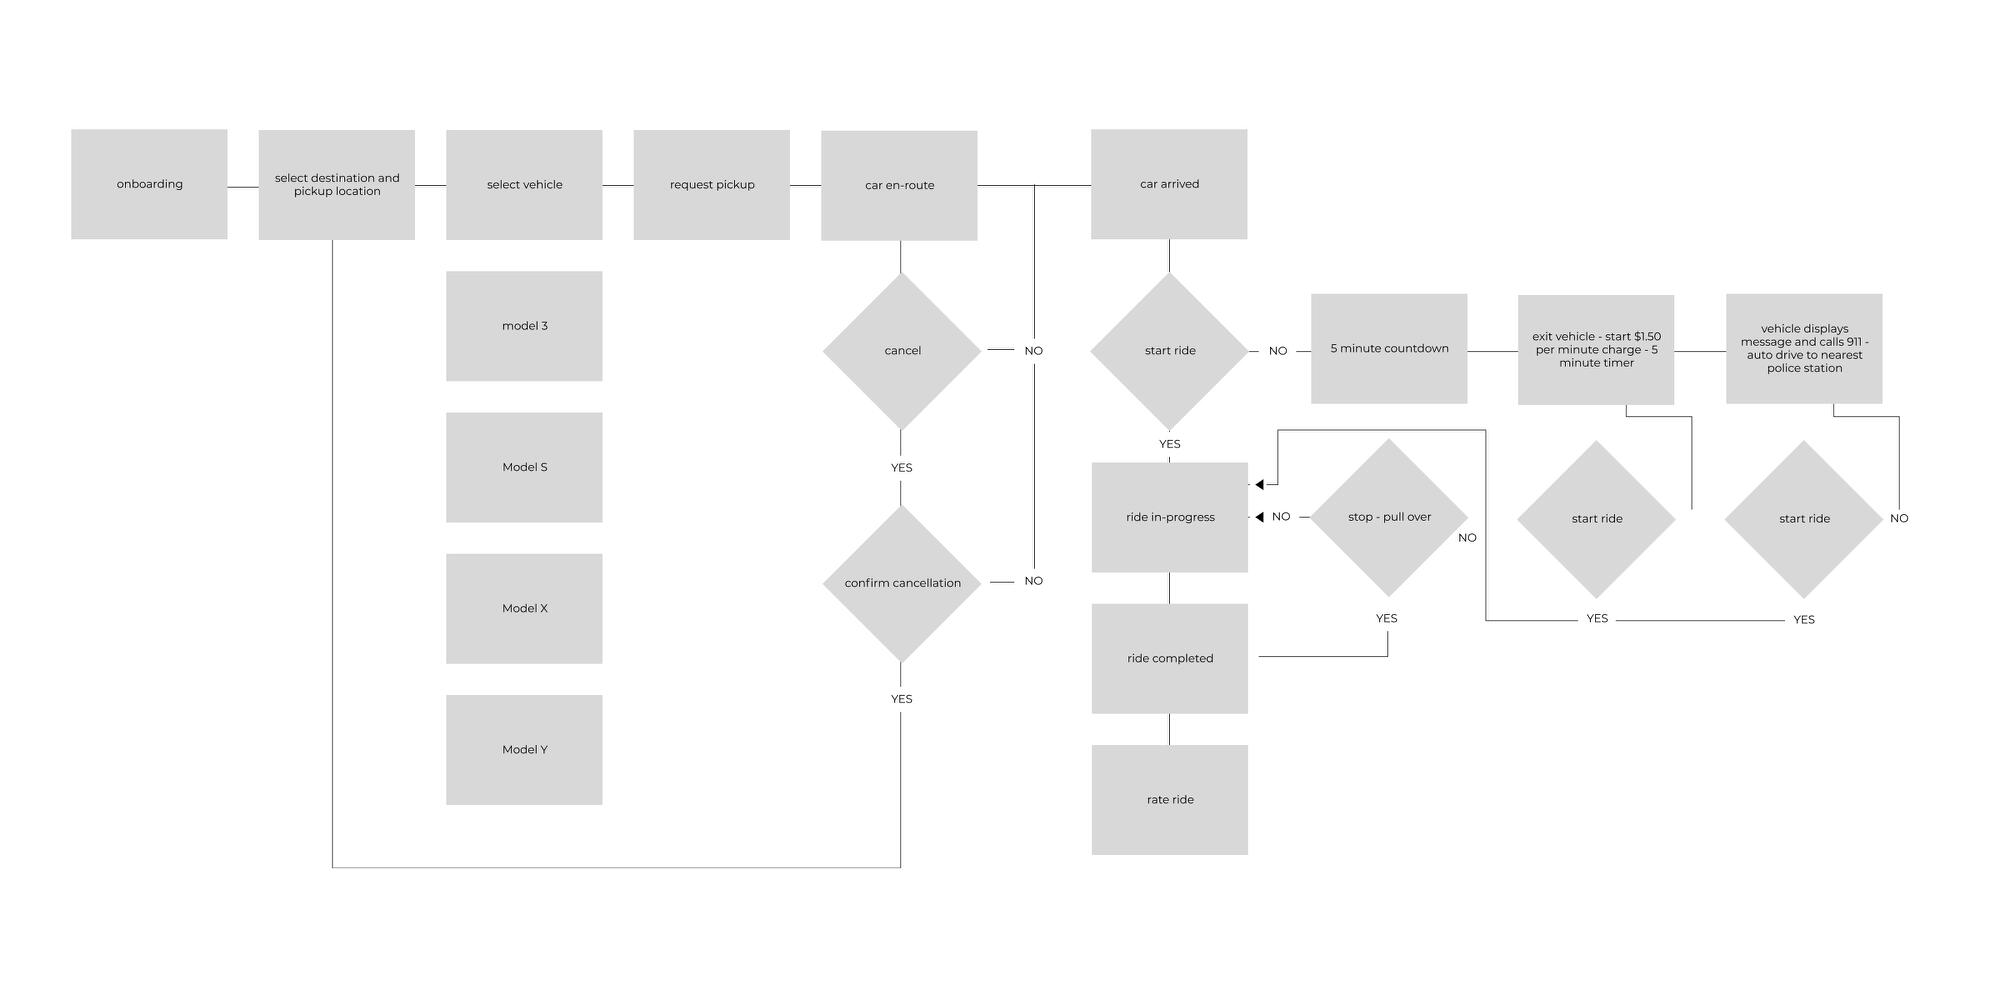 onboarding
select destination and
pickup location
select vehicle
request pickup
car en-route
car arrived
model 3
Model S
Model X
Model Y
cancel
NO
YES
confirm cancellation
NO
YES
start ride
NO
5 minute countdown
exit vehicle - start $1.50
per minute charge - 5
minute timer
vehicle displays
message and calls 911 -
auto drive to nearest
police station
YES
ride in-progress
NO
stop - pull over
NO
start ride
start ride
NO
YES
YES
YES
ride completed
rate ride